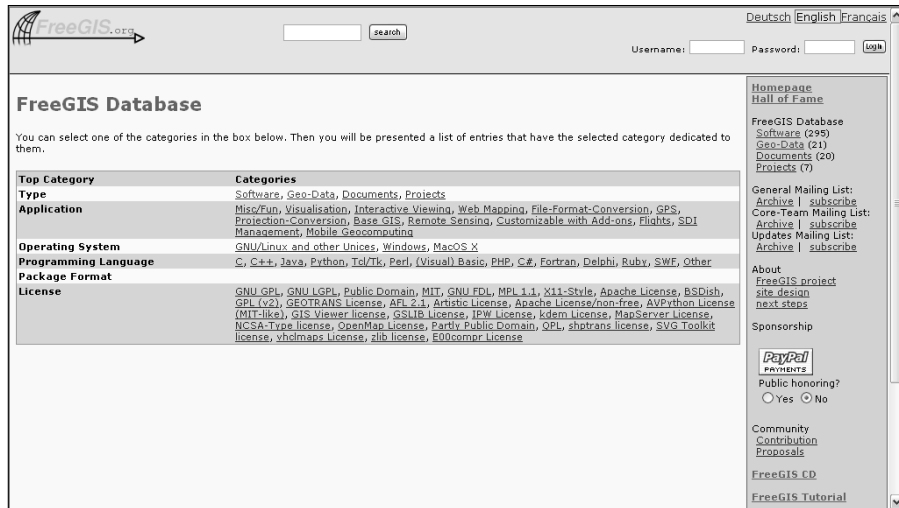 FreeGIS.org
search
Deutsch English Français
Username: Password: Log In
FreeGIS Database
You can select one of the categories in the box below. Then you will be presented a list of entries that have the selected category dedicated to
them.
Top Category Categories
Type Software, Geo-Data, Documents, Projects
Application Misc/Fun, Visualisation, Interactive Viewing, Web Mapping, File-Format-Conversion, GPS,
Projection-Conversion, Base GIS, Remote Sensing, Customizable with Add-ons, Flights, SDI
Management, Mobile Geocomputing
Operating System GNU/Linux and other Unices, Windows, MacOS X
Programming Language C, C++, Java, Python, Tcl/Tk, Perl, (Visual) Basic, PHP, C#, Fortran, Delphi, Ruby, SWF, Other
Package Format
License GNU GPL, GNU LGPL, Public Domain, MIT, GNU FDL, MPL 1.1, X11-Style, Apache License, BSDish,
GPL (v2), GEOTRANS License, AFL 2.1, Artistic License, Apache License/non-free, AVPython License
(MIT-like), GIS Viewer license, GSLIB License, IPW License, kdem License, MapServer License,
NCSA-Type license, OpenMap License, Partly Public Domain, QPL, shptrans license, SVG Toolkit
license, vhclmaps License, zlib license, E00compr License
Homepage
Hall of Fame
FreeGIS Database
Software (295)
Geo-Data (21)
Documents (20)
Projects (7)
General Mailing List:
Archive | subscribe
Core-Team Mailing List:
Archive | subscribe
Updates Mailing List:
Archive | subscribe
About
FreeGIS project
site design
next steps
Sponsorship
PayPal
PAYMENTS
Public honoring?
Yes No
Community
Contribution
Proposals
FreeGIS CD
FreeGIS Tutorial